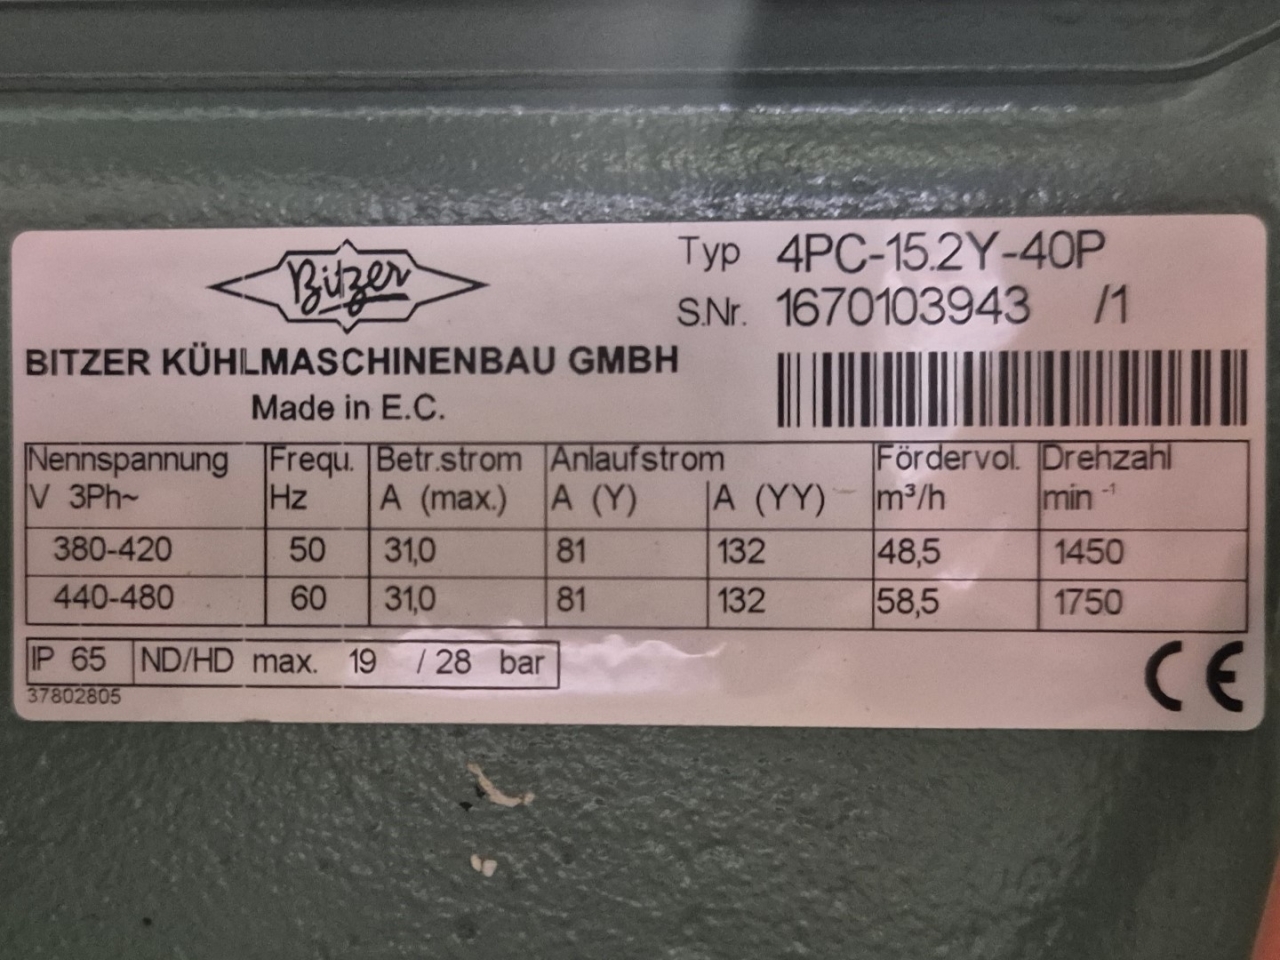 Bitzer
BITZER KÜHLMASCHINENBAU GMBH
Made in E.C.
Typ 4PC-15.2Y-40P
S.Nr. 1670103943 /1
Nennspannung Frequ. Betr.strom Anlaufstrom Fördervol. Drehzahl
V 3Ph~ Hz A (max.) A (Y) A (YY) m³/h min ⁻¹
380-420 50 31,0 81 132 48,5 1450
440-480 60 31,0 81 132 58,5 1750
IP 65 ND/HD max. 19 / 28 bar
37802805
CE